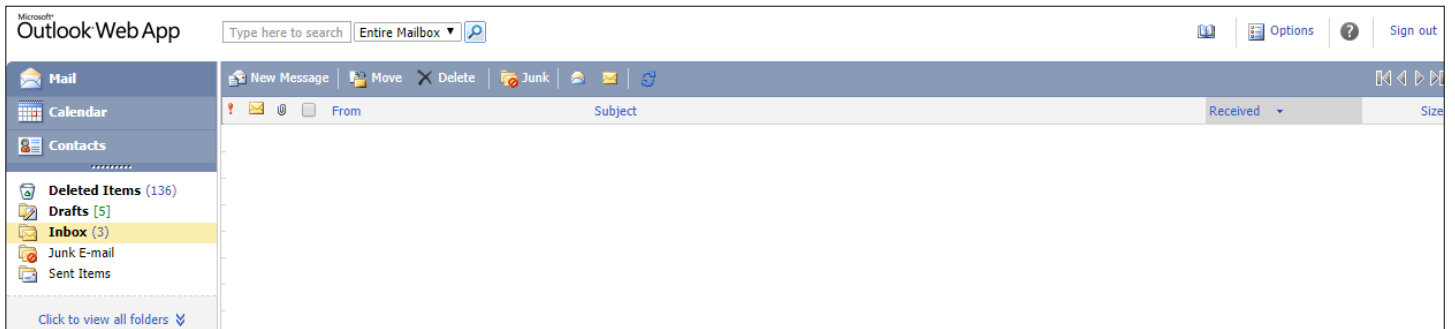 Microsoft®
Outlook Web App
Type here to search Entire Mailbox ▼ Options ? Sign out
Mail
New Message Move Delete Junk
Calendar
! From Subject Received Size
Contacts
Deleted Items (136)
Drafts [5]
Inbox (3)
Junk E-mail
Sent Items
Click to view all folders